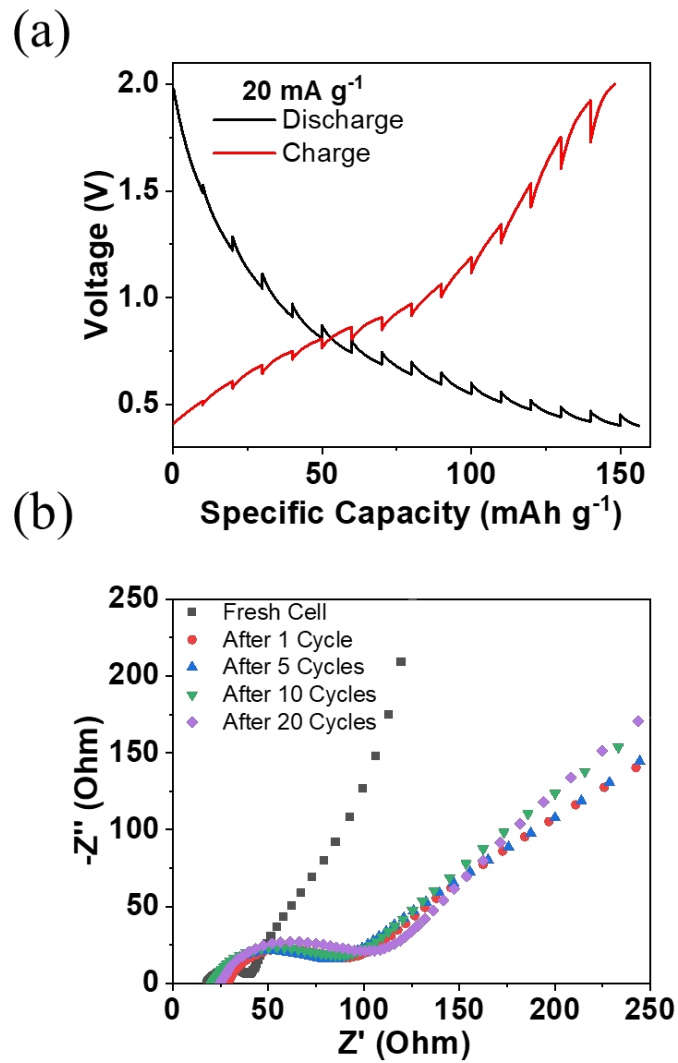 (a)
20 mA g⁻¹
Discharge
Charge
2.0
1.5
1.0
0.5
Voltage (V)
0
50
100
150
Specific Capacity (mAh g⁻¹)
(b)
250
200
150
100
50
0
-Z'' (Ohm)
Fresh Cell
After 1 Cycle
After 5 Cycles
After 10 Cycles
After 20 Cycles
0
50
100
150
200
250
Z' (Ohm)